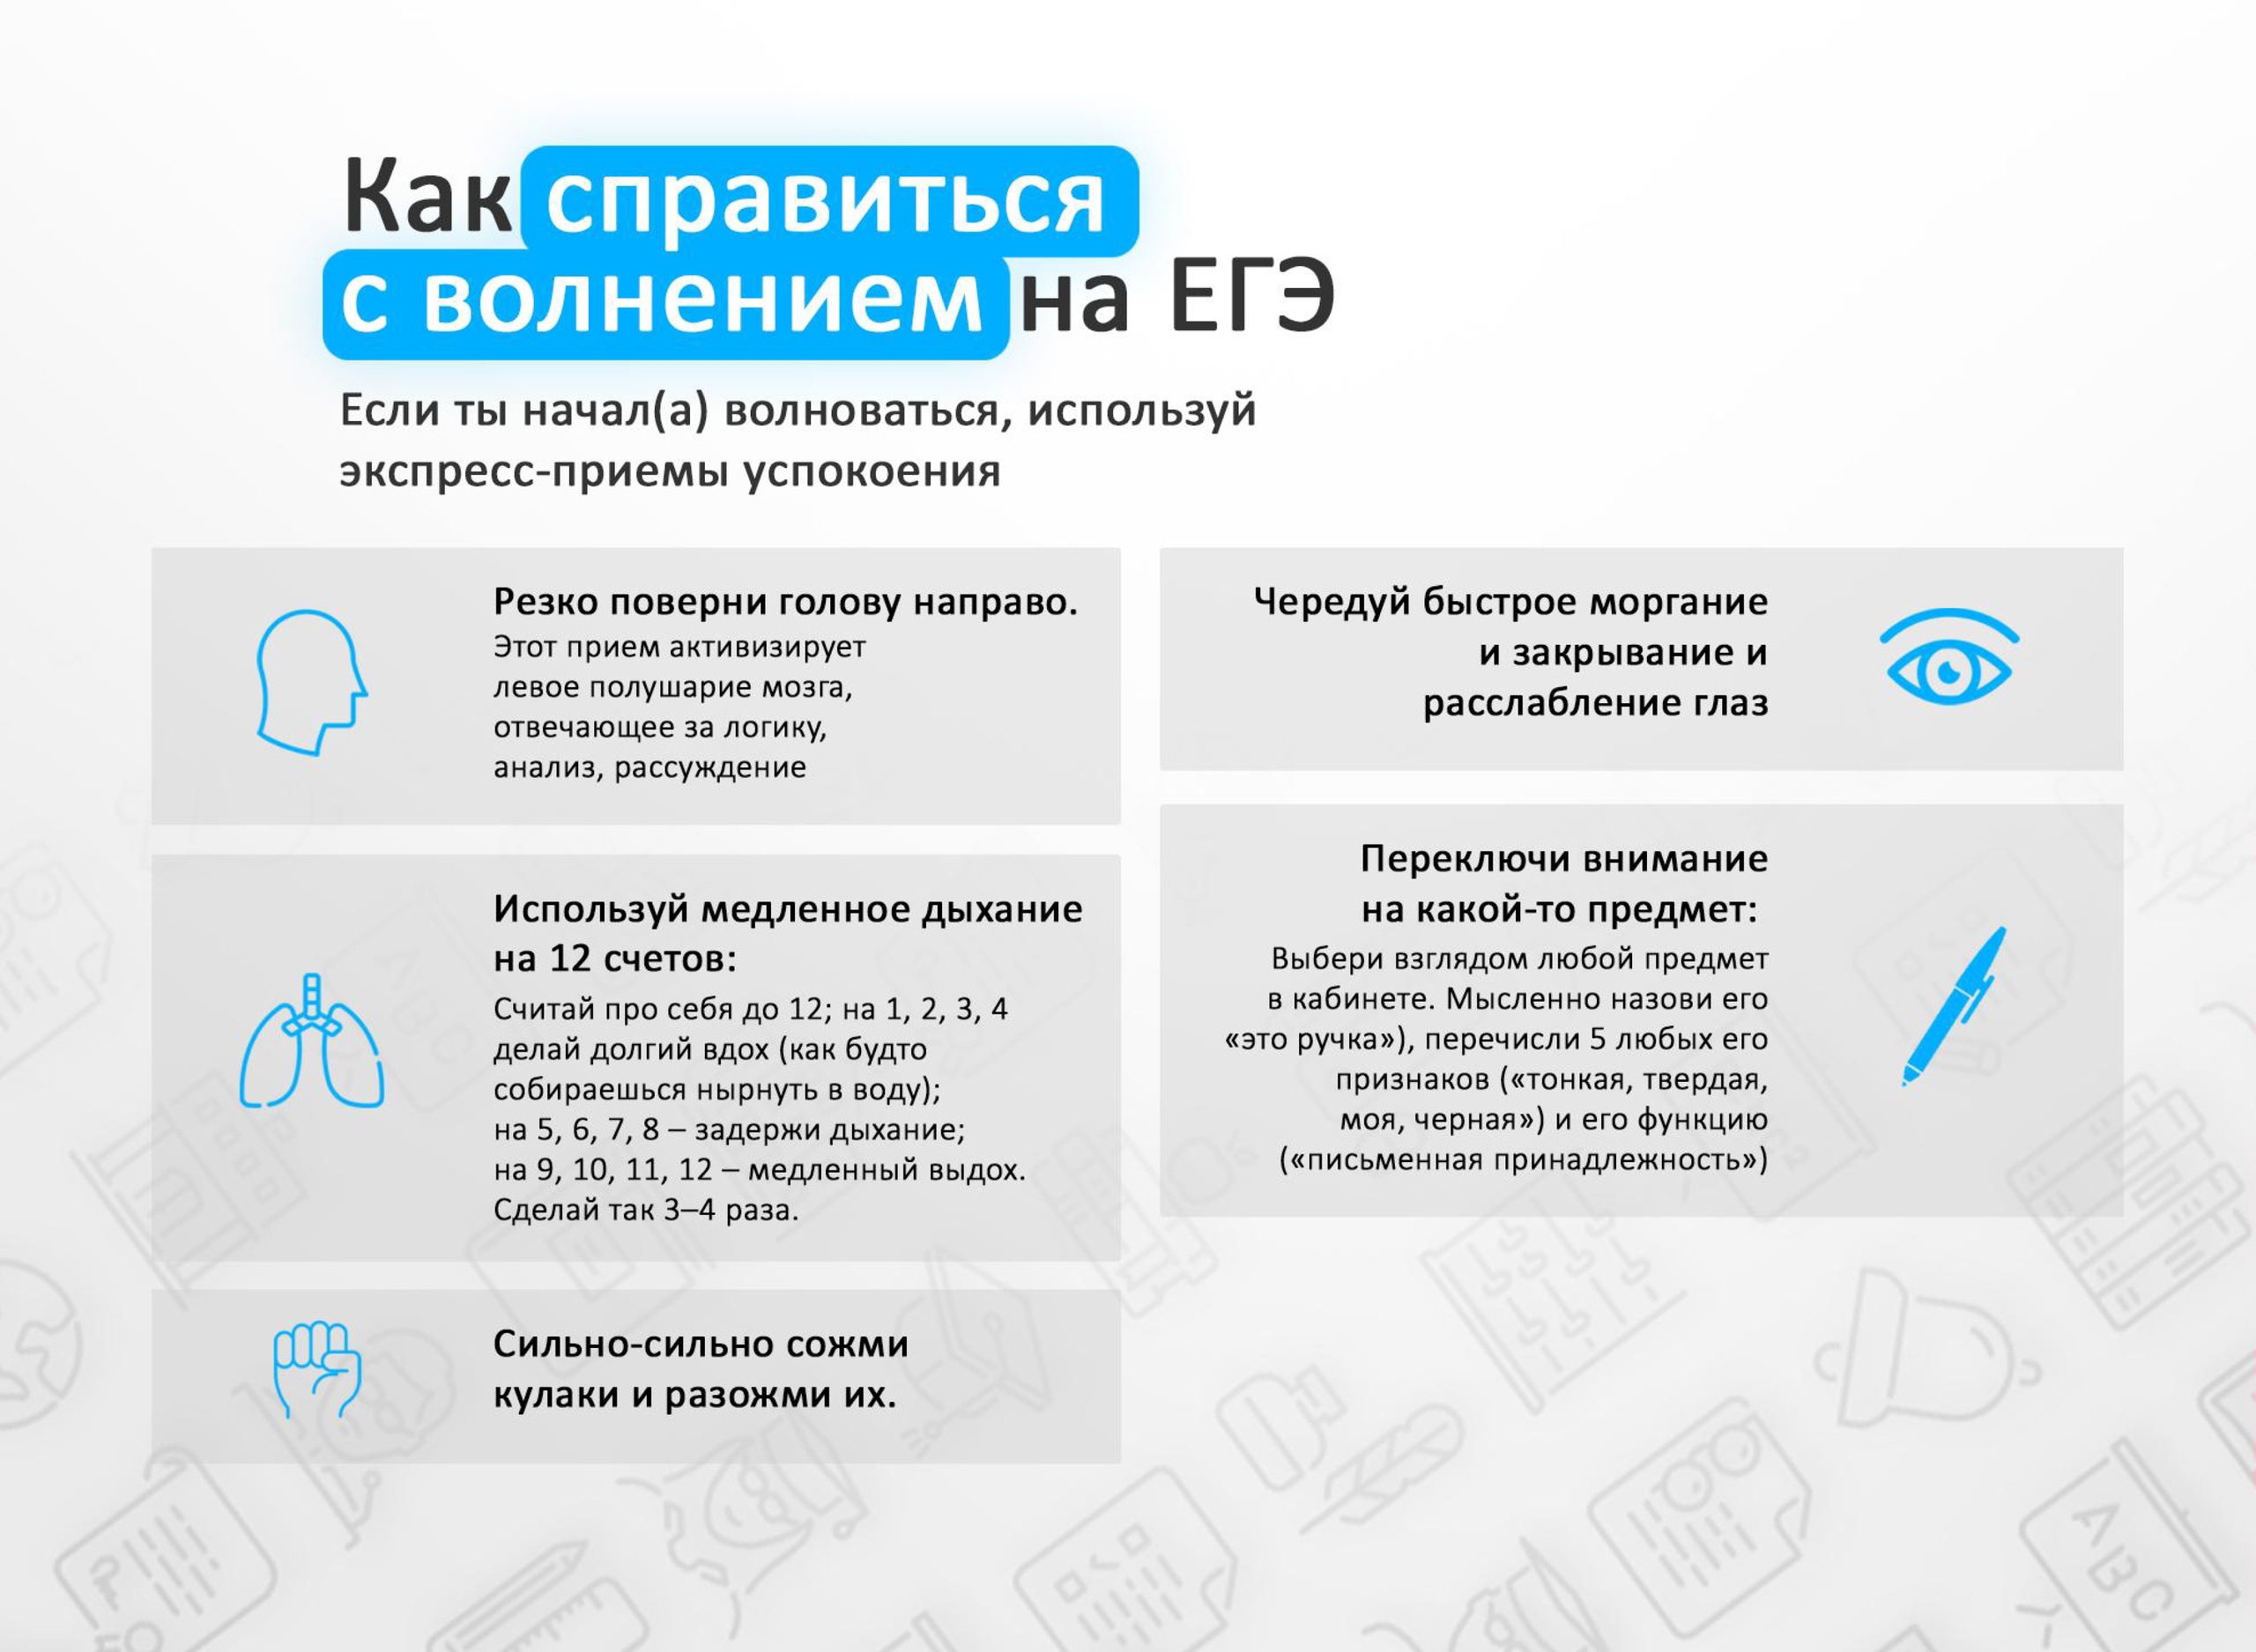 Как справиться
с волнением на ЕГЭ
Если ты начал(а) волноваться, используй
экспресс-приемы успокоения
Резко поверни голову направо.
Этот прием активизирует
левое полушарие мозга,
отвечающее за логику,
анализ, рассуждение
Используй медленное дыхание
на 12 счетов:
Считай про себя до 12; на 1, 2, 3, 4
делай долгий вдох (как будто
собираешься нырнуть в воду);
на 5, 6, 7, 8 – задержи дыхание;
на 9, 10, 11, 12 – медленный выдох.
Сделай так 3–4 раза.
Сильно-сильно сожми
кулаки и разожми их.
Чередуй быстрое моргание
и закрывание и
расслабление глаз
Переключи внимание
на какой-то предмет:
Выбери взглядом любой предмет
в кабинете. Мысленно назови его
«это ручка»), перечисли 5 любых его
признаков («тонкая, твердая,
моя, черная») и его функцию
(«письменная принадлежность»)
ABC
ABC